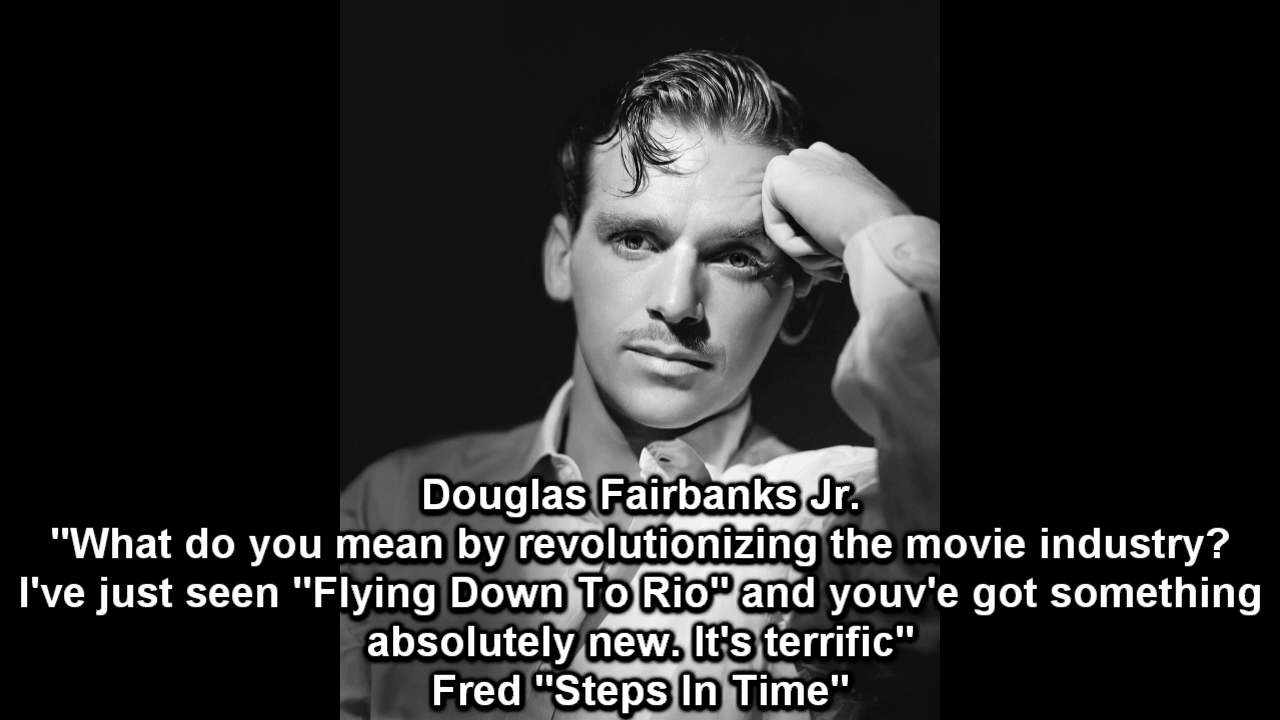 Douglas Fairbanks Jr.
"What do you mean by revolutionizing the movie industry?
I've just seen "Flying Down To Rio" and youv'e got something
absolutely new. It's terrific"
Fred "Steps In Time"